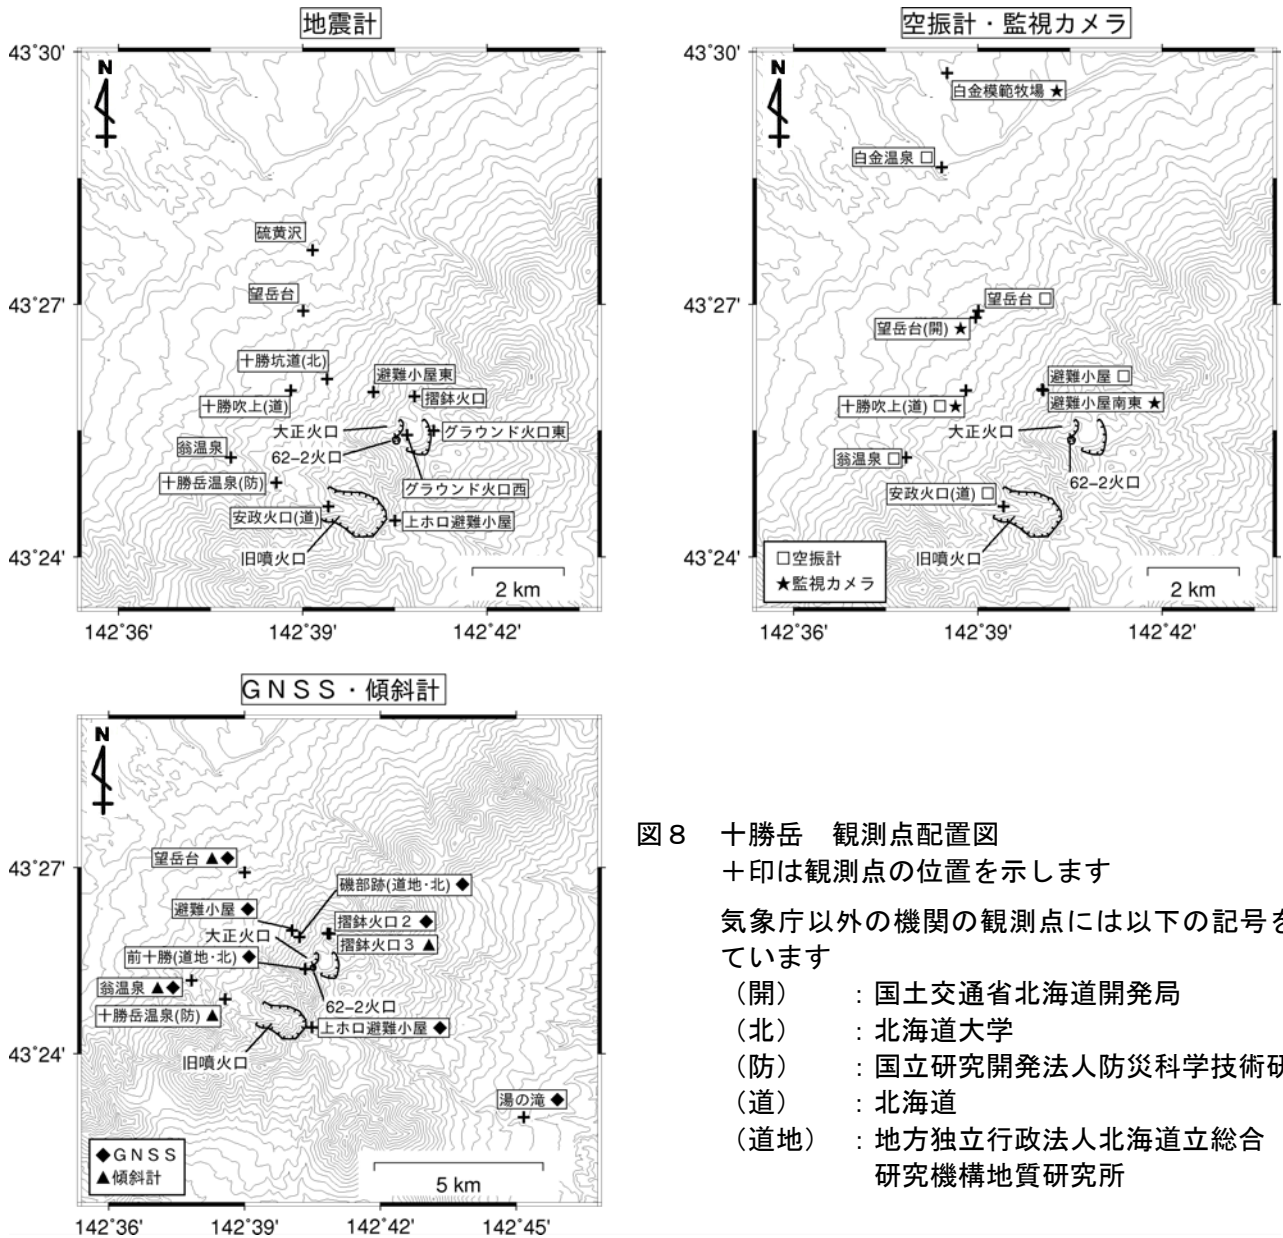 地震計
43°30'
N
硫黄沢
望岳台
43°27'
十勝坑道(北)
避難小屋東
十勝吹上(道)
摺鉢火口
大正火口
グラウンド火口東
翁温泉
62-2火口
十勝岳温泉(防)
グラウンド火口西
安政火口(道)
上ホロ避難小屋
旧噴火口
43°24'
2 km
142°36'
142°39'
142°42'
空振計・監視カメラ
43°30'
N
白金模範牧場 ★
白金温泉 □
43°27'
望岳台 □
望岳台(開) ★
避難小屋 □
十勝吹上(道) □★
避難小屋南東 ★
大正火口
翁温泉 □
62-2火口
安政火口(道) □
旧噴火口
43°24'
□空振計
★監視カメラ
2 km
142°36'
142°39'
142°42'
GNSS・傾斜計
N
望岳台 ▲◆
43°27'
磯部跡(道地·北) ◆
避難小屋 ◆
摺鉢火口2 ◆
大正火口
摺鉢火口3 ▲
前十勝(道地·北) ◆
翁温泉 ▲◆
62-2火口
十勝岳温泉(防) ▲
上ホロ避難小屋 ◆
旧噴火口
43°24'
湯の滝 ◆
◆GNSS
▲傾斜計
5 km
142°36'
142°39'
142°42'
142°45'
図8 十勝岳 観測点配置図
+印は観測点の位置を示します
気象庁以外の機関の観測点には以下の記号を
ています
(開) :国土交通省北海道開発局
(北) :北海道大学
(防) :国立研究開発法人防災科学技術研
(道) :北海道
(道地) :地方独立行政法人北海道立総合
研究機構地質研究所